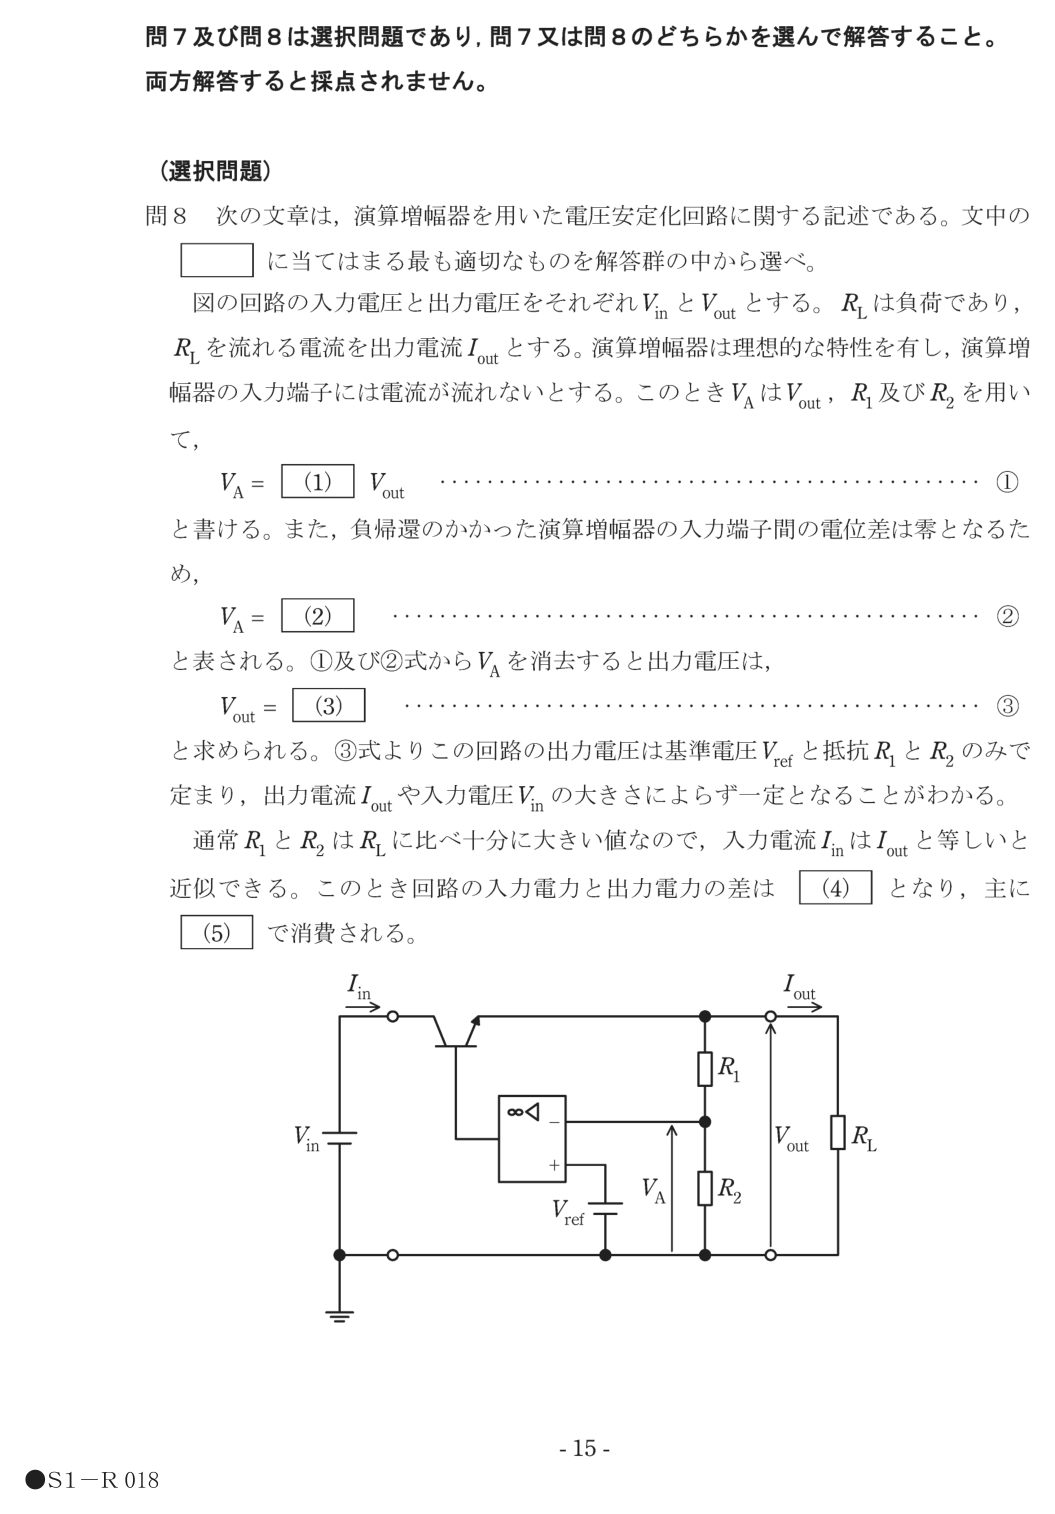 問７及び問８は選択問題であり，問７又は問８のどちらかを選んで解答すること。
両方解答すると採点されません。
（選択問題）
問８　次の文章は，演算増幅器を用いた電圧安定化回路に関する記述である。文中の
に当てはまる最も適切なものを解答群の中から選べ。
図の回路の入力電圧と出力電圧をそれぞれVinとVoutとする。RLは負荷であり，
RLを流れる電流を出力電流Ioutとする。演算増幅器は理想的な特性を有し，演算増
幅器の入力端子には電流が流れないとする。このときVAはVout，R1及びR2を用い
て，
VA = (1) Vout ･････････････････････････････････････････････ ①
と書ける。また，負帰還のかかった演算増幅器の入力端子間の電位差は零となるた
め，
VA = (2) ･････････････････････････････････････････････････ ②
と表される。①及び②式からVAを消去すると出力電圧は，
Vout = (3) ････････････････････････････････････････････････ ③
と求められる。③式よりこの回路の出力電圧は基準電圧Vrefと抵抗R1とR2のみで
定まり，出力電流Ioutや入力電圧Vinの大きさによらず一定となることがわかる。
通常R1とR2はRLに比べ十分に大きい値なので，入力電流IinはIoutと等しいと
近似できる。このとき回路の入力電力と出力電力の差は (4) となり，主に
(5) で消費される。
Iin Iout
R1
∞ −
Vin Vout RL
+
VA R2
Vref
- 15 -
●S1－R 018